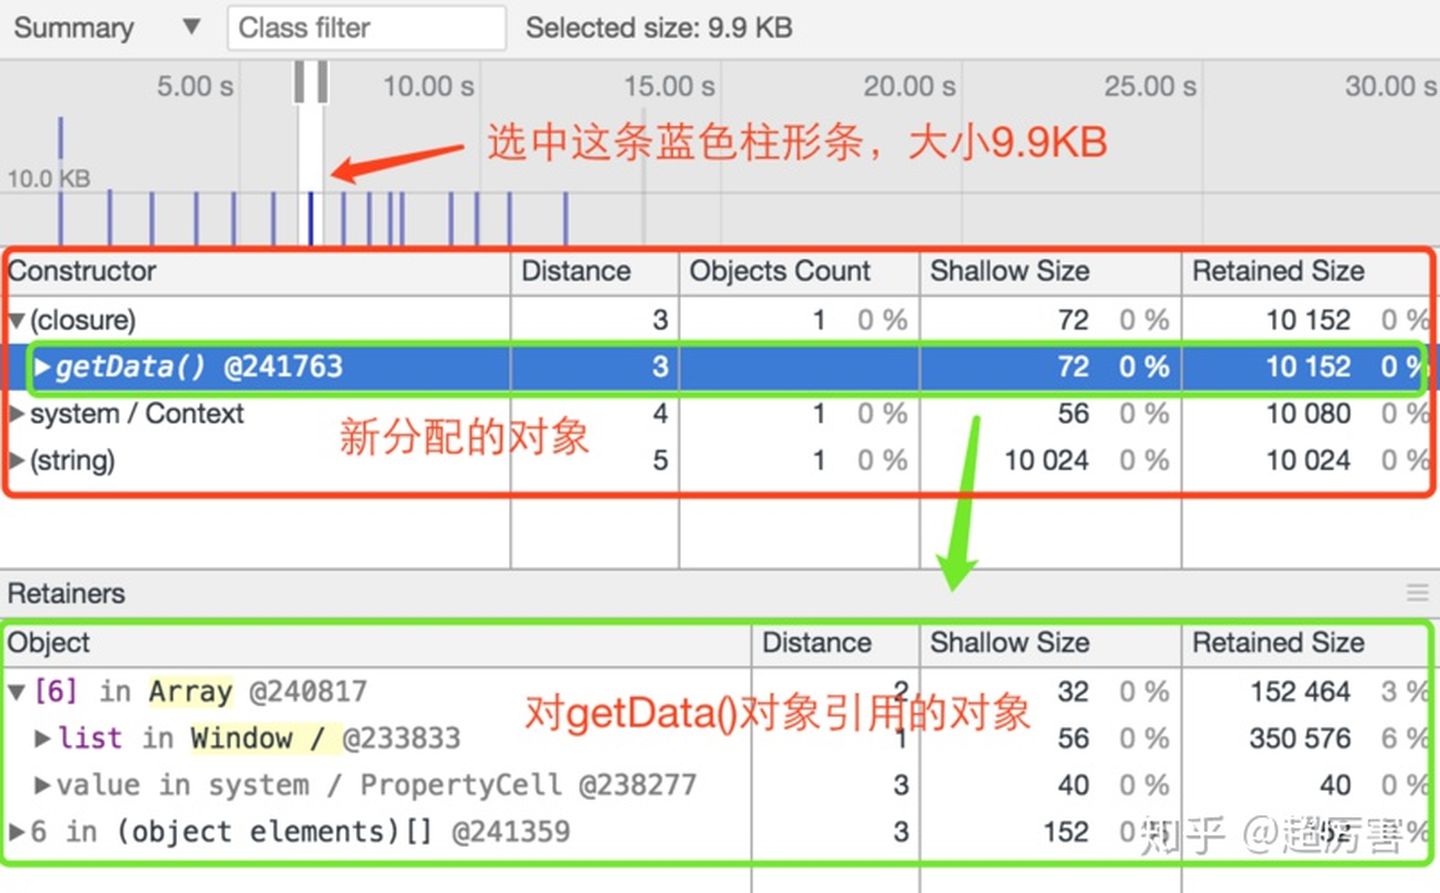 Summary ▼ Class filter Selected size: 9.9 KB
5.00 s 10.00 s 15.00 s 20.00 s 25.00 s 30.00 s
选中这条蓝色柱形条，大小9.9KB
10.0 KB
Constructor Distance Objects Count Shallow Size Retained Size
▼(closure) 3 1 0 % 72 0 % 10 152 0 %
▶getData() @241763 3 72 0 % 10 152 0 %
▶system / Context 4 1 0 % 56 0 % 10 080 0 %
新分配的对象
▶(string) 5 1 0 % 10 024 0 % 10 024 0 %
Retainers
Object Distance Shallow Size Retained Size
▼[6] in Array @240817 2 32 0 % 152 464 3 %
对getData()对象引用的对象
▶list in Window / @233833 1 56 0 % 350 576 6 %
▶value in system / PropertyCell @238277 3 40 0 % 40 0 %
▶6 in (object elements)[] @241359 3 152 0 % 152 0 %
知乎 @超厉害